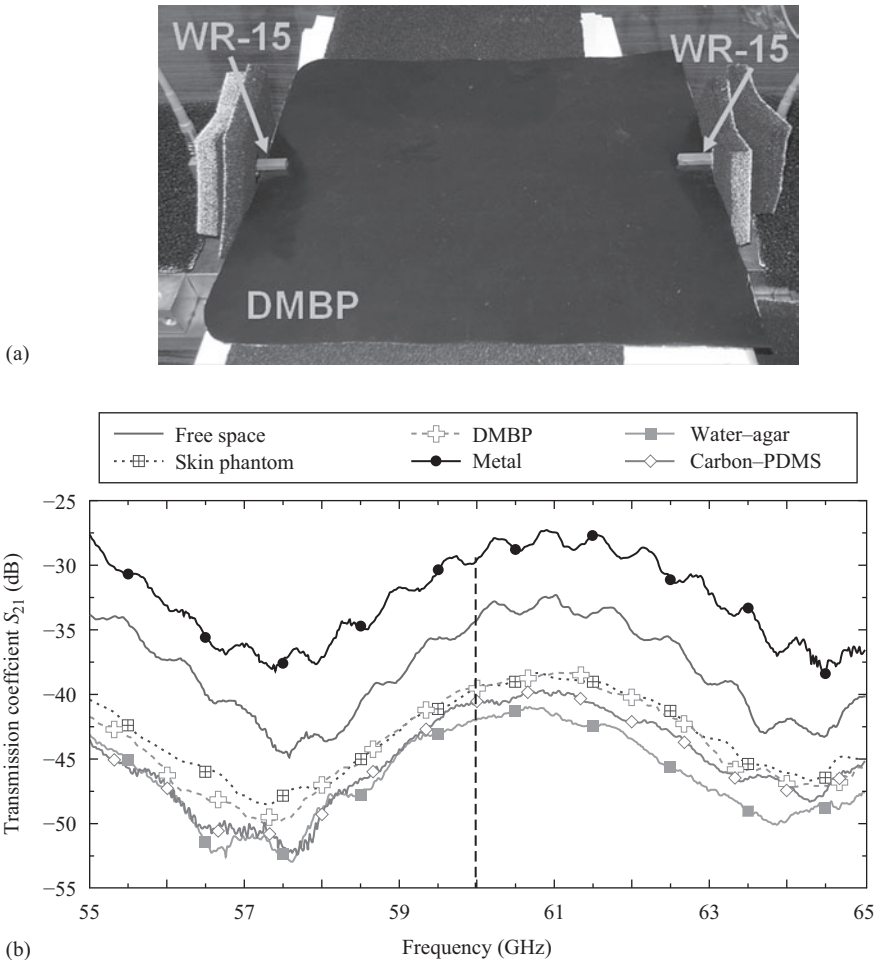 WR-15
WR-15
DMBP
(a)
Free space
DMBP
Water–agar
Skin phantom
Metal
Carbon–PDMS
Transmission coeffcient S21 (dB)
−25
−30
−35
−40
−45
−50
−55
55
57
59
61
63
65
Frequency (GHz)
(b)